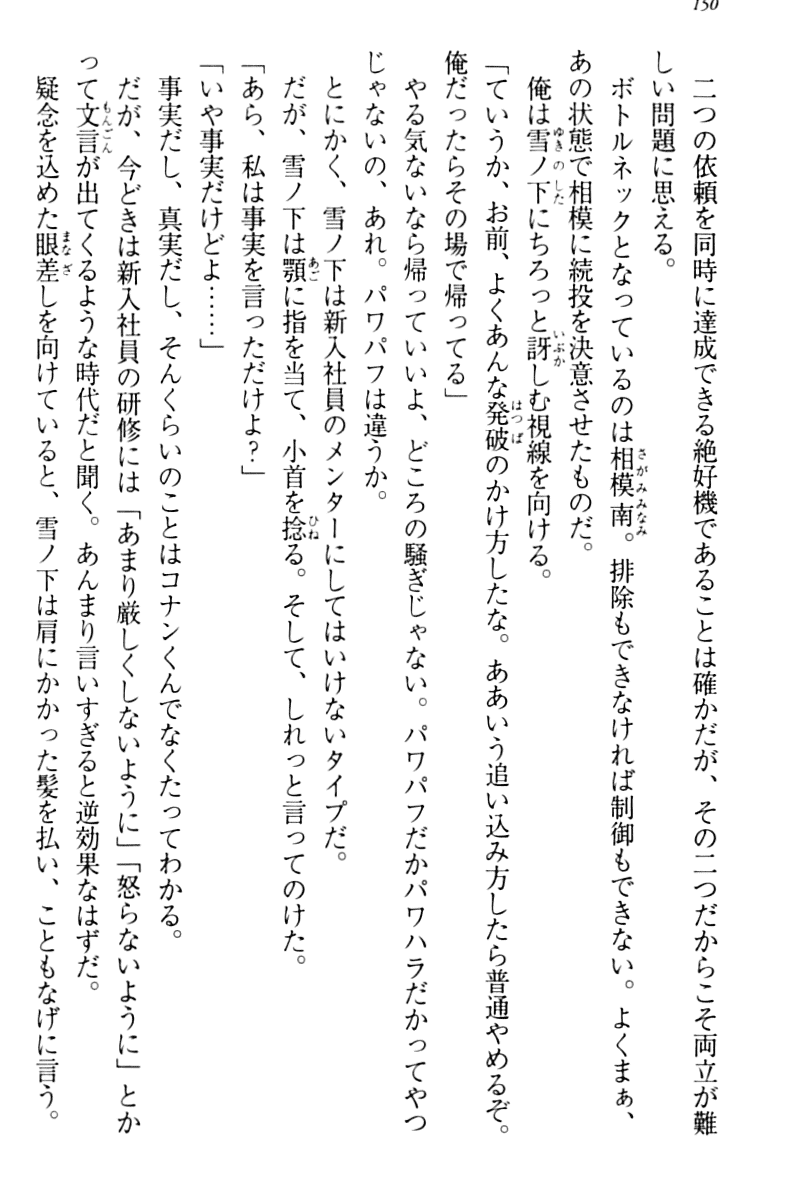 150
二つの依頼を同時に達成できる絶好機であることは確かだが、その二つだからこそ両立が難
しい問題に思える。
ボトルネックとなっているのは相模南。排除もできなければ制御もできない。よくまぁ、
あの状態で相模に続投を決意させたものだ。
俺は雪ノ下にちろっと訝しむ視線を向ける。
「ていうか、お前、よくあんな発破のかけ方したな。ああいう追い込み方したら普通やめるぞ。
俺だったらその場で帰ってる」
やる気ないなら帰っていいよ、どころの騒ぎじゃない。パワパフだかパワハラだかってやつ
じゃないの、あれ。パワパフは違うか。
とにかく、雪ノ下は新入社員のメンターにしてはいけないタイプだ。
だが、雪ノ下は顎に指を当て、小首を捻る。そして、しれっと言ってのけた。
「あら、私は事実を言っただけよ？」
「いや事実だけどよ……」
事実だし、真実だし、そんくらいのことはコナンくんでなくたってわかる。
だが、今どきは新入社員の研修には「あまり厳しくしないように」「怒らないように」とか
って文言が出てくるような時代だと聞く。あんまり言いすぎると逆効果なはずだ。
疑念を込めた眼差しを向けていると、雪ノ下は肩にかかった髪を払い、こともなげに言う。